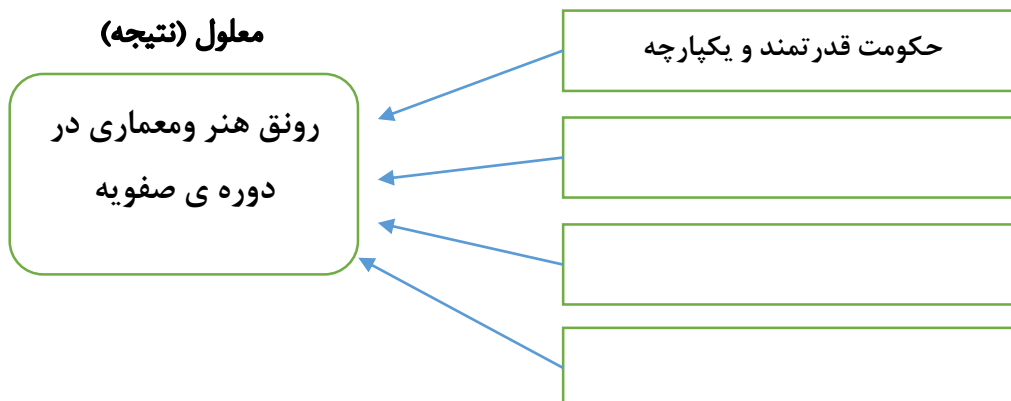 معلول (نتیجه)
حکومت قدرتمند و یکپارچه
رونق هنر ومعماری در
دوره ی صفویه